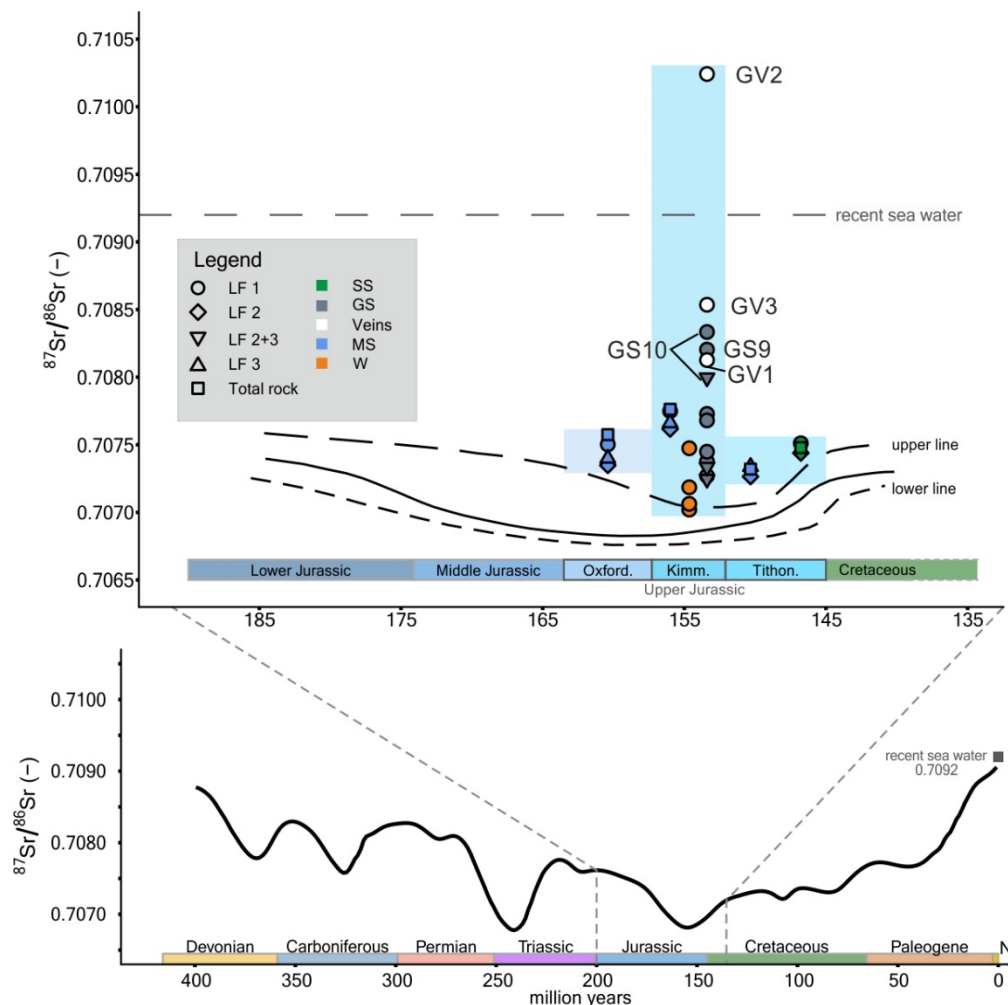 0.7105
GV2
0.7100
0.7095
recent sea water
0.7090
⁸⁷Sr/⁸⁶Sr (−)
Legend
LF 1
SS
LF 2
GS
LF 2+3
Veins
LF 3
MS
Total rock
W
0.7085
GV3
GS10
GS9
0.7080
GV1
0.7075
upper line
lower line
0.7070
0.7065
Lower Jurassic
Middle Jurassic
Oxford.
Kimm.
Tithon.
Cretaceous
Upper Jurassic
185
175
165
155
145
135
0.7100
recent sea water
0.7092
0.7090
⁸⁷Sr/⁸⁶Sr (−)
0.7080
0.7070
Devonian
Carboniferous
Permian
Triassic
Jurassic
Cretaceous
Paleogene
N
400
350
300
250
200
150
100
50
0
million years